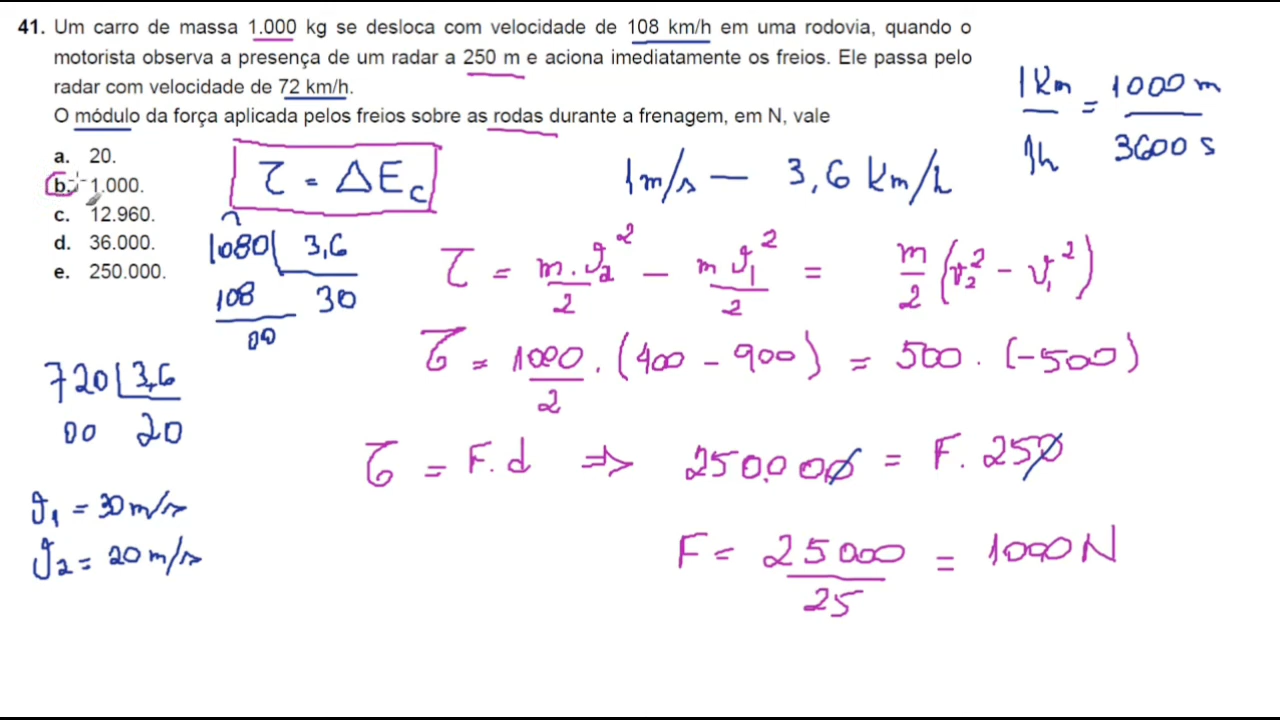 41. Um carro de massa 1.000 kg se desloca com velocidade de 108 km/h em uma rodovia, quando o
motorista observa a presença de um radar a 250 m e aciona imediatamente os freios. Ele passa pelo
radar com velocidade de 72 km/h.
O módulo da força aplicada pelos freios sobre as rodas durante a frenagem, em N, vale
a. 20.
b. 1.000.
c. 12.960.
d. 36.000.
e. 250.000.
1 Km / 1h = 1000 m / 3600 s
τ = ΔEc
1 m/s — 3,6 Km/h
1080 | 3,6
108 30
00
τ = m.v₂²/2 - m v₁²/2 = m/2 (v₂² - v₁²)
τ = 1000/2 . (400 - 900) = 500 . (-500)
720 | 3,6
00 20
τ = F.d ⇒ 250.000 = F. 250
v₁ = 30 m/s
v₂ = 20 m/s
F = 25000/25 = 1000 N